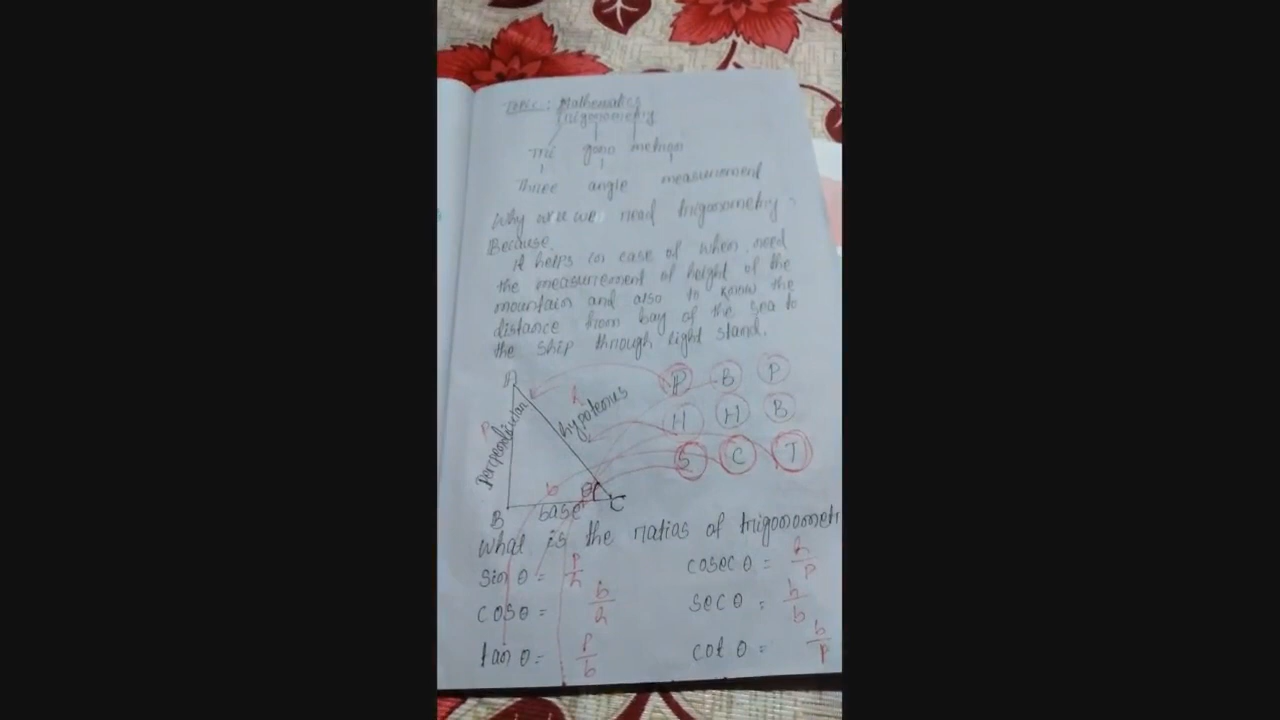 Topic: Mathematics
Trigonometry
Tri gono metron
Three angle measurement
Why we need trigonometry
Because
It helps in case of when need
the measurement of height of the
mountain and also to know the
distance from bay of the sea to
the ship through light stand.
A
P B P
h
hypotenus
H H B
P
Perpendicular
S C T
b
θ
B base C
What is the ratios of trigonometr
sin θ = p/h cosec θ = h/p
cos θ = b/h sec θ = h/b
tan θ = p/b cot θ = b/p